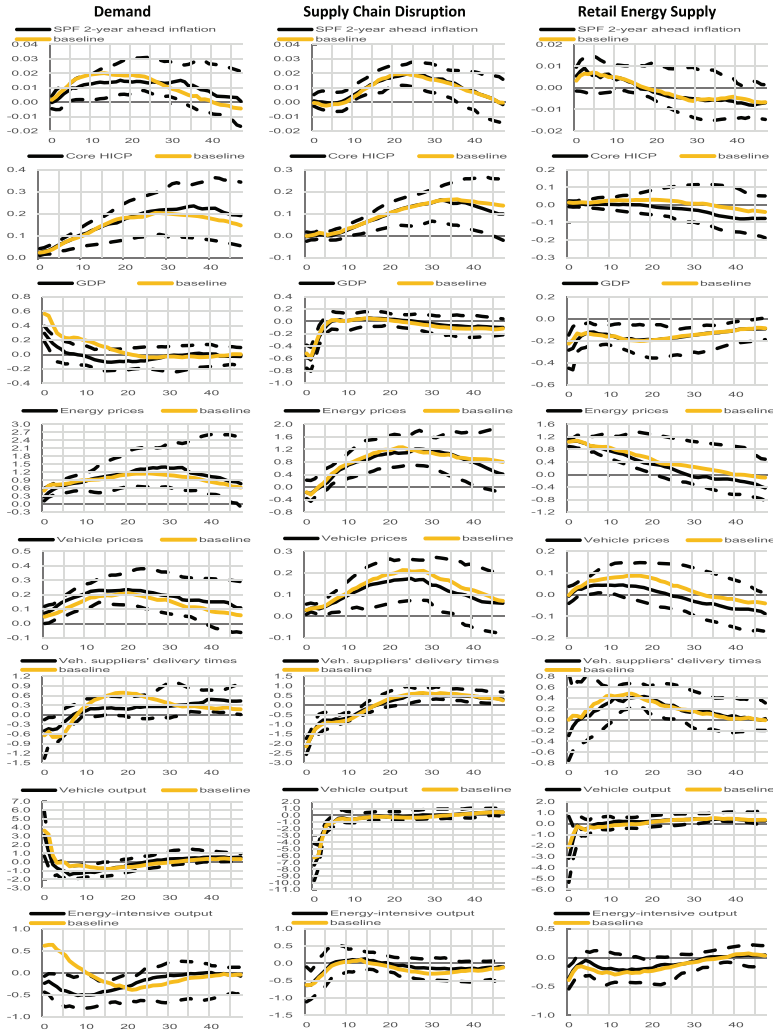 Demand Supply Chain Disruption Retail Energy Supply
SPF 2-year ahead inflation SPF 2-year ahead inflation SPF 2-year ahead inflation
baseline baseline baseline
0.04 0.04 0.02
0.03 0.03
0.02 0.02 0.01
0.01 0.01
0.00 0.00 0.00
-0.01 -0.01 -0.01
-0.02 -0.02 -0.02
0 10 20 30 40 0 10 20 30 40 0 10 20 30 40
Core HICP baseline Core HICP baseline Core HICP baseline
0.4 0.3 0.2
0.3 0.2 0.1
0.2 0.1 0.0
0.1 0.0 -0.1
-0.2
0.0 -0.1 -0.3
0 10 20 30 40 0 10 20 30 40 0 10 20 30 40
GDP baseline GDP baseline GDP baseline
0.8 0.4 0.2
0.6 0.2
0.4 0.0 0.0
0.2 -0.2
0.0 -0.4 -0.2
-0.2 -0.6 -0.4
-0.8
-0.4 -1.0 -0.6
0 10 20 30 40 0 10 20 30 40 0 10 20 30 40
Energy prices baseline Energy prices baseline Energy prices baseline
3.0 2.0 1.6
2.7 1.6 1.2
2.4 1.2 0.8
2.1 0.8 0.4
1.8 0.4 0.0
1.5 0.0 -0.4
1.2 -0.4 -0.8
0.9 -0.8 -1.2
0.6
0.3
0.0
-0.3
0 10 20 30 40 0 10 20 30 40 0 10 20 30 40
Vehicle prices baseline Vehicle prices baseline Vehicle prices baseline
0.5 0.3 0.2
0.4 0.2 0.1
0.3
0.2 0.1 0.0
0.1 0.0 -0.1
0.0
-0.1 -0.1 -0.2
0 10 20 30 40 0 10 20 30 40 0 10 20 30 40
Veh. suppliers' delivery times Veh. suppliers' delivery times Veh. suppliers' delivery times
baseline baseline baseline
1.2 1.5 0.8
0.9 1.0 0.6
0.6 0.5 0.4
0.3 0.0 0.2
0.0 -0.5 0.0
-0.3 -1.0 -0.2
-0.6 -1.5 -0.4
-0.9 -2.0 -0.6
-1.2 -2.5 -0.8
-1.5 -3.0
0 10 20 30 40 0 10 20 30 40 0 10 20 30 40
Vehicle output baseline Vehicle output baseline Vehicle output baseline
7.0 2.0 2.0
6.0 1.0 1.0
5.0 0.0 0.0
4.0 -1.0 -1.0
3.0 -2.0 -2.0
2.0 -3.0 -3.0
1.0 -4.0 -4.0
0.0 -5.0 -5.0
-1.0 -6.0 -6.0
-2.0 -7.0
-3.0 -8.0
-9.0
-10.0
-11.0
0 10 20 30 40 0 10 20 30 40 0 10 20 30 40
Energy-intensive output Energy-intensive output Energy-intensive output
baseline baseline baseline
1.0 1.0 0.5
0.5 0.5 0.0
0.0 0.0
-0.5 -0.5 -0.5
-1.0
-1.0 -1.5 -1.0
0 10 20 30 40 0 10 20 30 40 0 10 20 30 40